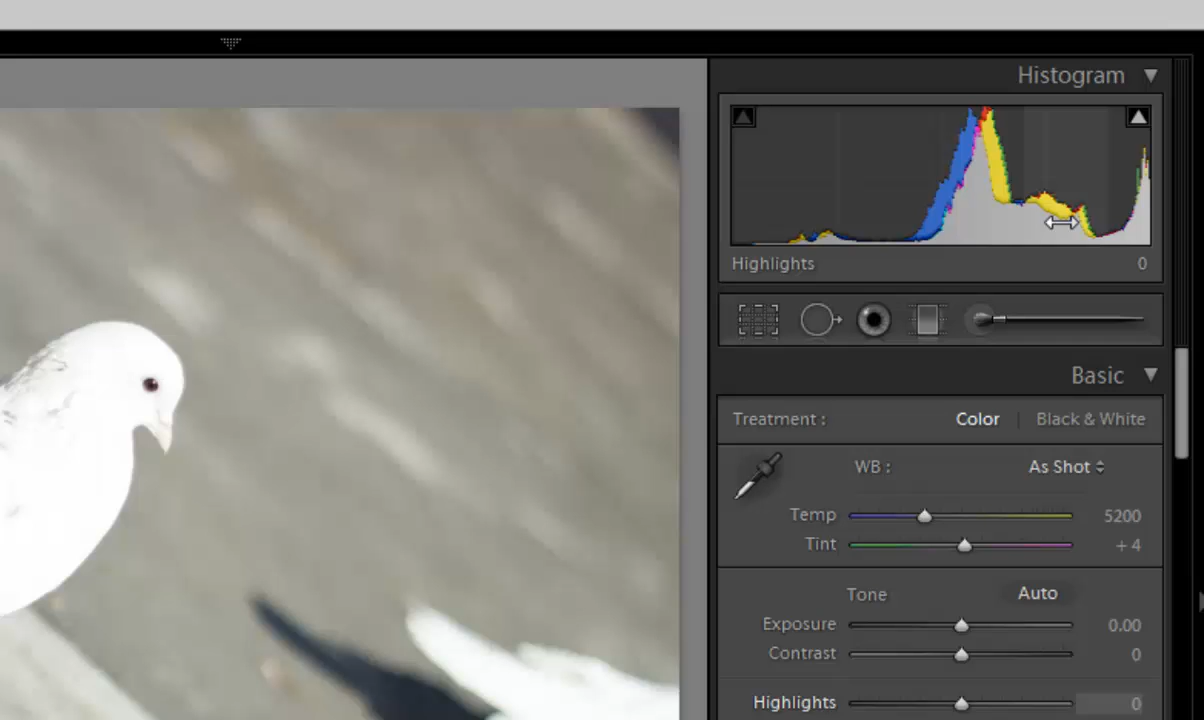 Histogram
Highlights 0
Basic
Treatment : Color | Black & White
WB : As Shot
Temp 5200
Tint + 4
Tone Auto
Exposure 0.00
Contrast 0
Highlights 0